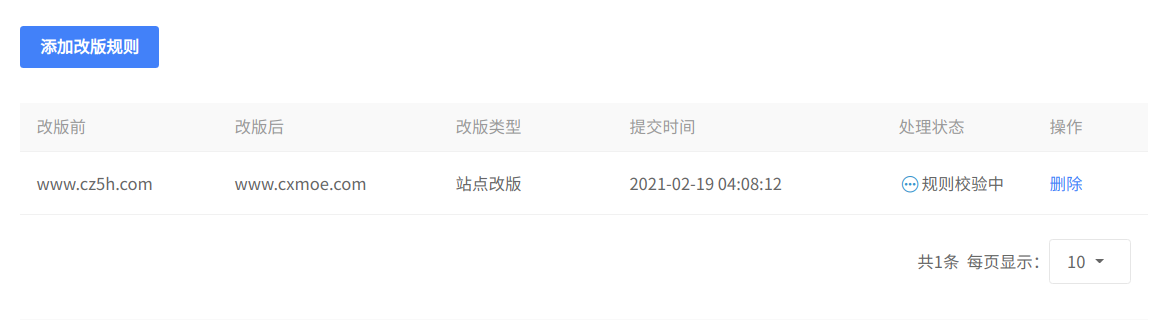 添加改版规则
改版前 改版后 改版类型 提交时间 处理状态 操作
www.cz5h.com www.cxmoe.com 站点改版 2021-02-19 04:08:12 规则校验中 删除
共1条 每页显示： 10